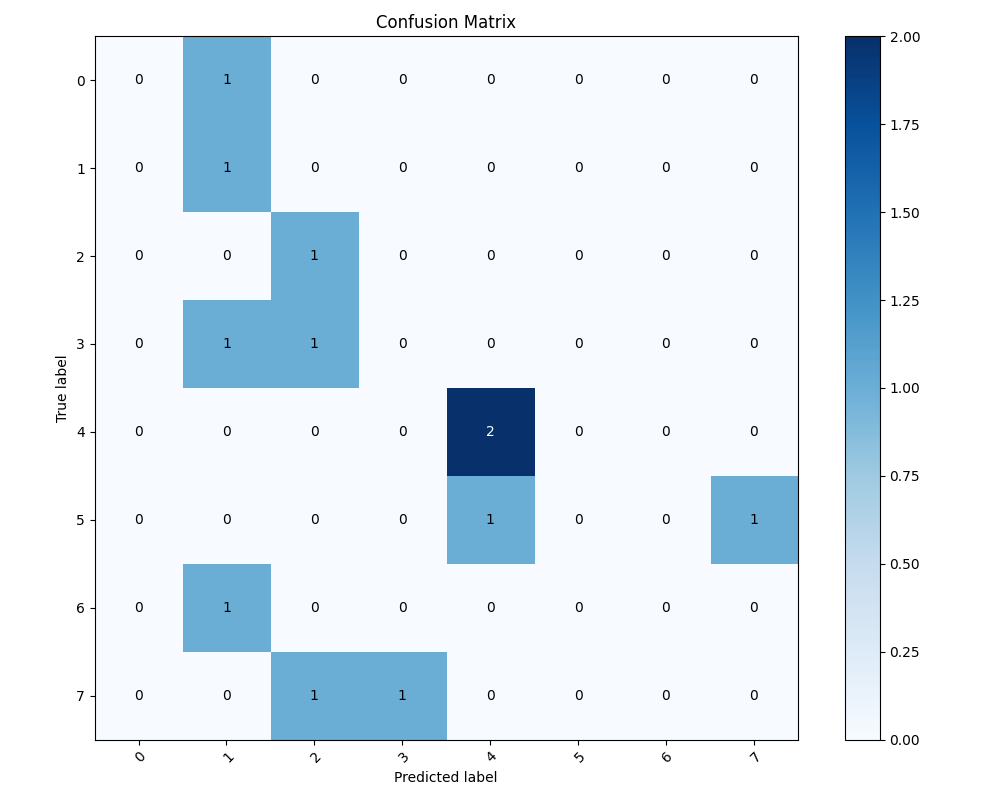 Confusion Matrix
0 0 1 0 0 0 0 0 0
1 0 1 0 0 0 0 0 0
2 0 0 1 0 0 0 0 0
3 0 1 1 0 0 0 0 0
4 0 0 0 0 2 0 0 0
5 0 0 0 0 1 0 0 1
6 0 1 0 0 0 0 0 0
7 0 0 1 1 0 0 0 0
0 1 2 3 4 5 6 7
True label
Predicted label
2.00
1.75
1.50
1.25
1.00
0.75
0.50
0.25
0.00